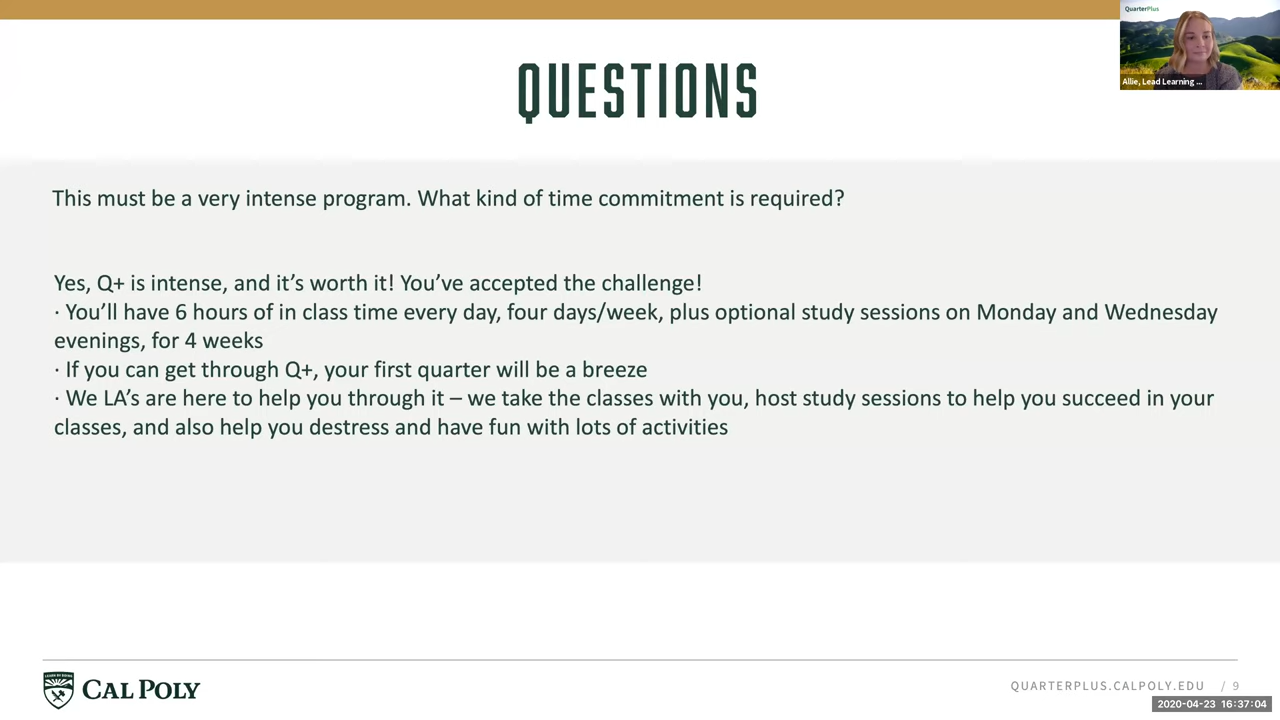 QuarterPlus
Allie, Lead Learning ...
QUESTIONS
This must be a very intense program. What kind of time commitment is required?
Yes, Q+ is intense, and it’s worth it! You’ve accepted the challenge!
· You’ll have 6 hours of in class time every day, four days/week, plus optional study sessions on Monday and Wednesday
evenings, for 4 weeks
· If you can get through Q+, your first quarter will be a breeze
· We LA’s are here to help you through it – we take the classes with you, host study sessions to help you succeed in your
classes, and also help you destress and have fun with lots of activities
CAL POLY
QUARTERPLUS.CALPOLY.EDU / 9
2020-04-23 16:37:04